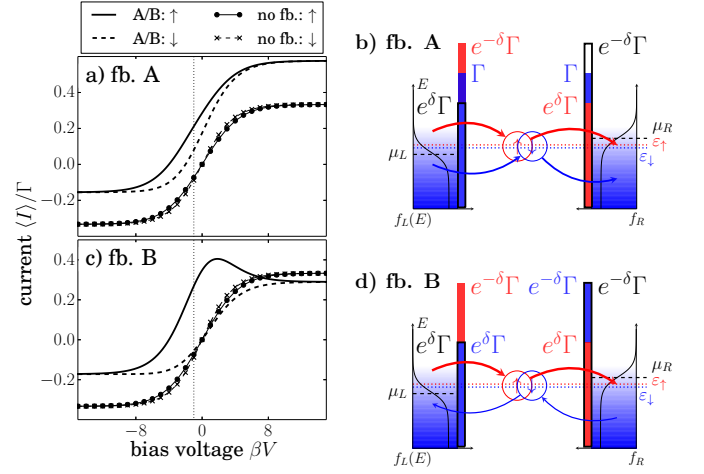 A/B: ↑ no fb.: ↑
A/B: ↓ no fb.: ↓
a) fb. A
0.4
0.2
0.0
−0.2
c) fb. B
0.4
0.2
0.0
−0.2
−8 0 8
bias voltage βV
current ⟨I⟩/Γ
b) fb. A
e^{−δ}Γ e^{−δ}Γ
Γ Γ
E
e^{δ}Γ e^{δ}Γ
μ_R
μ_L
ε_↑
ε_↓
f_L(E) f_R
d) fb. B
e^{−δ}Γ e^{−δ}Γ e^{−δ}Γ
E
e^{δ}Γ e^{δ}Γ e^{δ}Γ
μ_R
ε_↑
μ_L
ε_↓
f_L(E) f_R